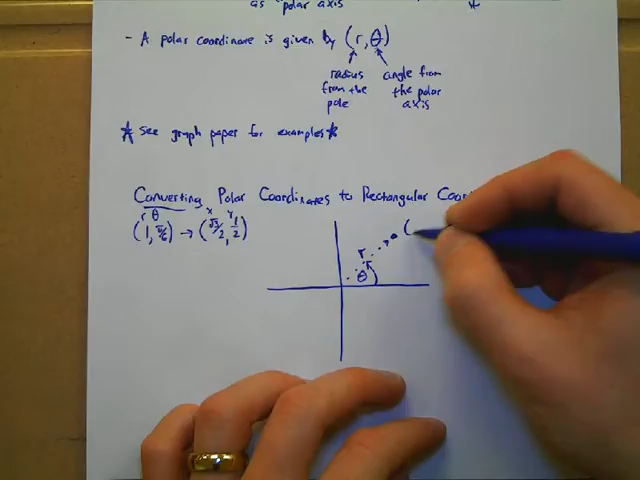 as polar axis
- A polar coordinate is given by (r, θ)
radius from the pole
angle from the polar axis
* see graph paper for examples *
Converting Polar Coordinates to Rectangular
r θ x y
(1, π/6) → (√3/2, 1/2)
r
θ
(